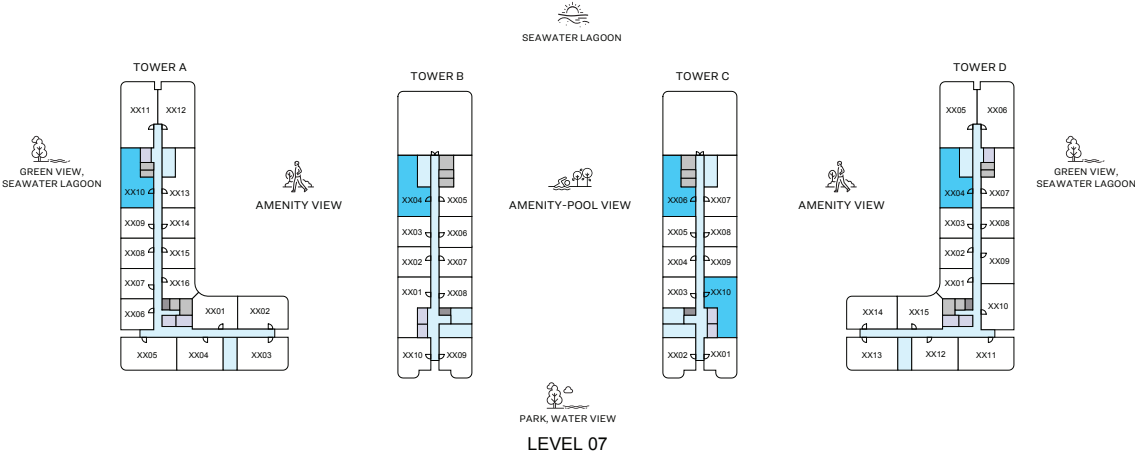 SEAWATER LAGOON
TOWER A
TOWER B
TOWER C
TOWER D
XX11 XX12
XX10 XX13
XX09 XX14
XX08 XX15
XX07 XX16
XX06 XX01 XX02
XX05 XX04 XX03
XX04 XX05
XX03 XX06
XX02 XX07
XX01 XX08
XX10 XX09
XX06 XX07
XX05 XX08
XX04 XX09
XX03 XX10
XX02 XX01
XX05 XX06
XX04 XX07
XX03 XX08
XX02 XX09
XX01 XX10
XX14 XX15
XX13 XX12 XX11
GREEN VIEW,
SEAWATER LAGOON
AMENITY VIEW
AMENITY-POOL VIEW
AMENITY VIEW
GREEN VIEW,
SEAWATER LAGOON
PARK, WATER VIEW
LEVEL 07